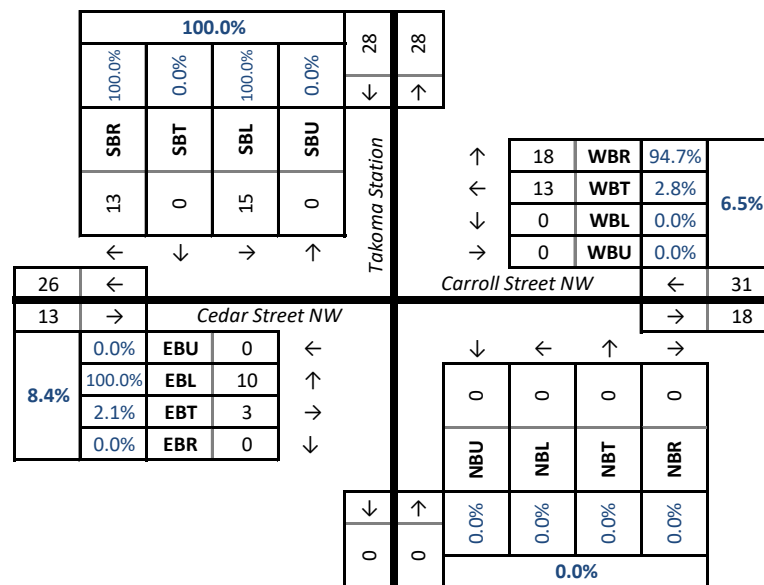 100.0%
28 28
100.0% 0.0% 100.0% 0.0%
↓ ↑
SBR SBT SBL SBU
13 0 15 0
← ↓ → ↑
Takoma Station
↑ 18 WBR 94.7%
← 13 WBT 2.8%
↓ 0 WBL 0.0%
→ 0 WBU 0.0%
6.5%
26 ←
Carroll Street NW ← 31
13 → Cedar Street NW
→ 18
0.0% EBU 0 ←
100.0% EBL 10 ↑
2.1% EBT 3 →
0.0% EBR 0 ↓
8.4%
↓ ← ↑ →
0 0 0 0
NBU NBL NBT NBR
↓ ↑
0.0% 0.0% 0.0% 0.0%
0 0
0.0%